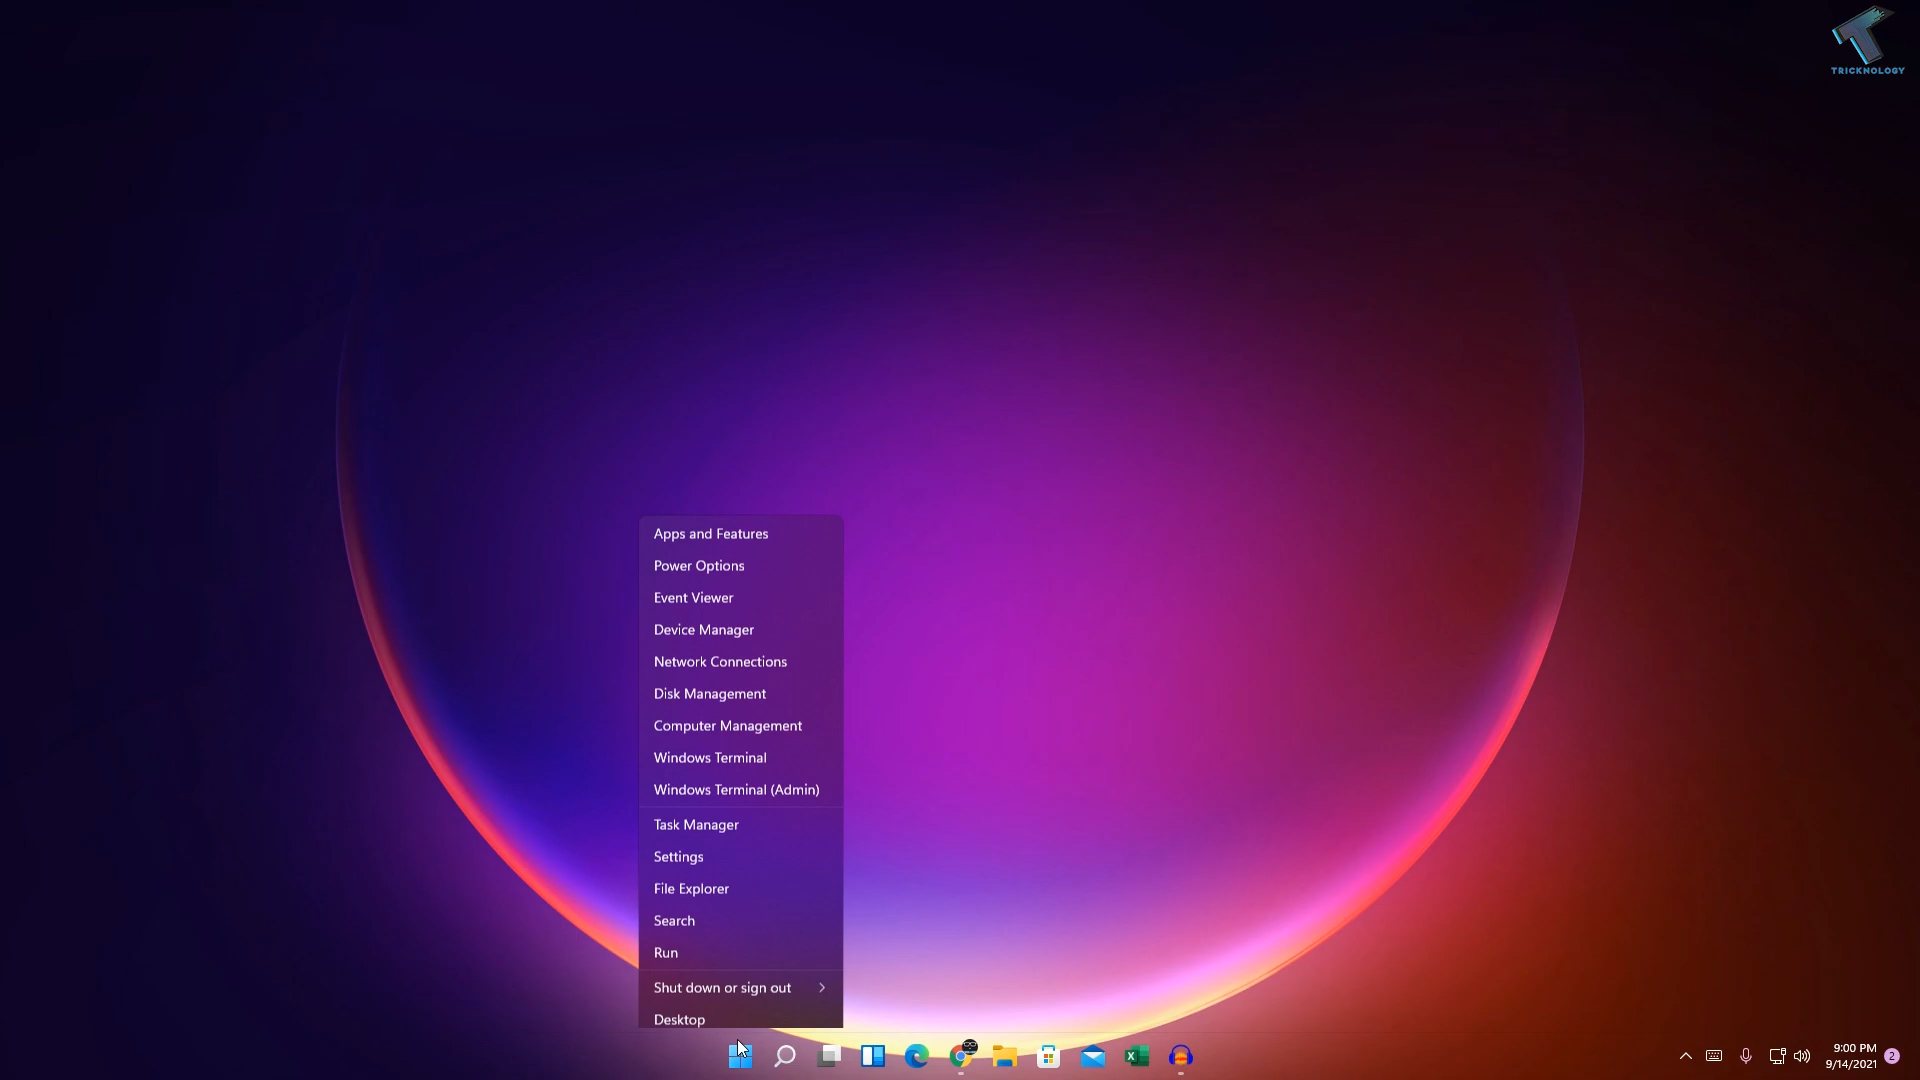 TRICKNOLOGY
Apps and Features
Power Options
Event Viewer
Device Manager
Network Connections
Disk Management
Computer Management
Windows Terminal
Windows Terminal (Admin)
Task Manager
Settings
File Explorer
Search
Run
Shut down or sign out
Desktop
9:00 PM
9/14/2021
2